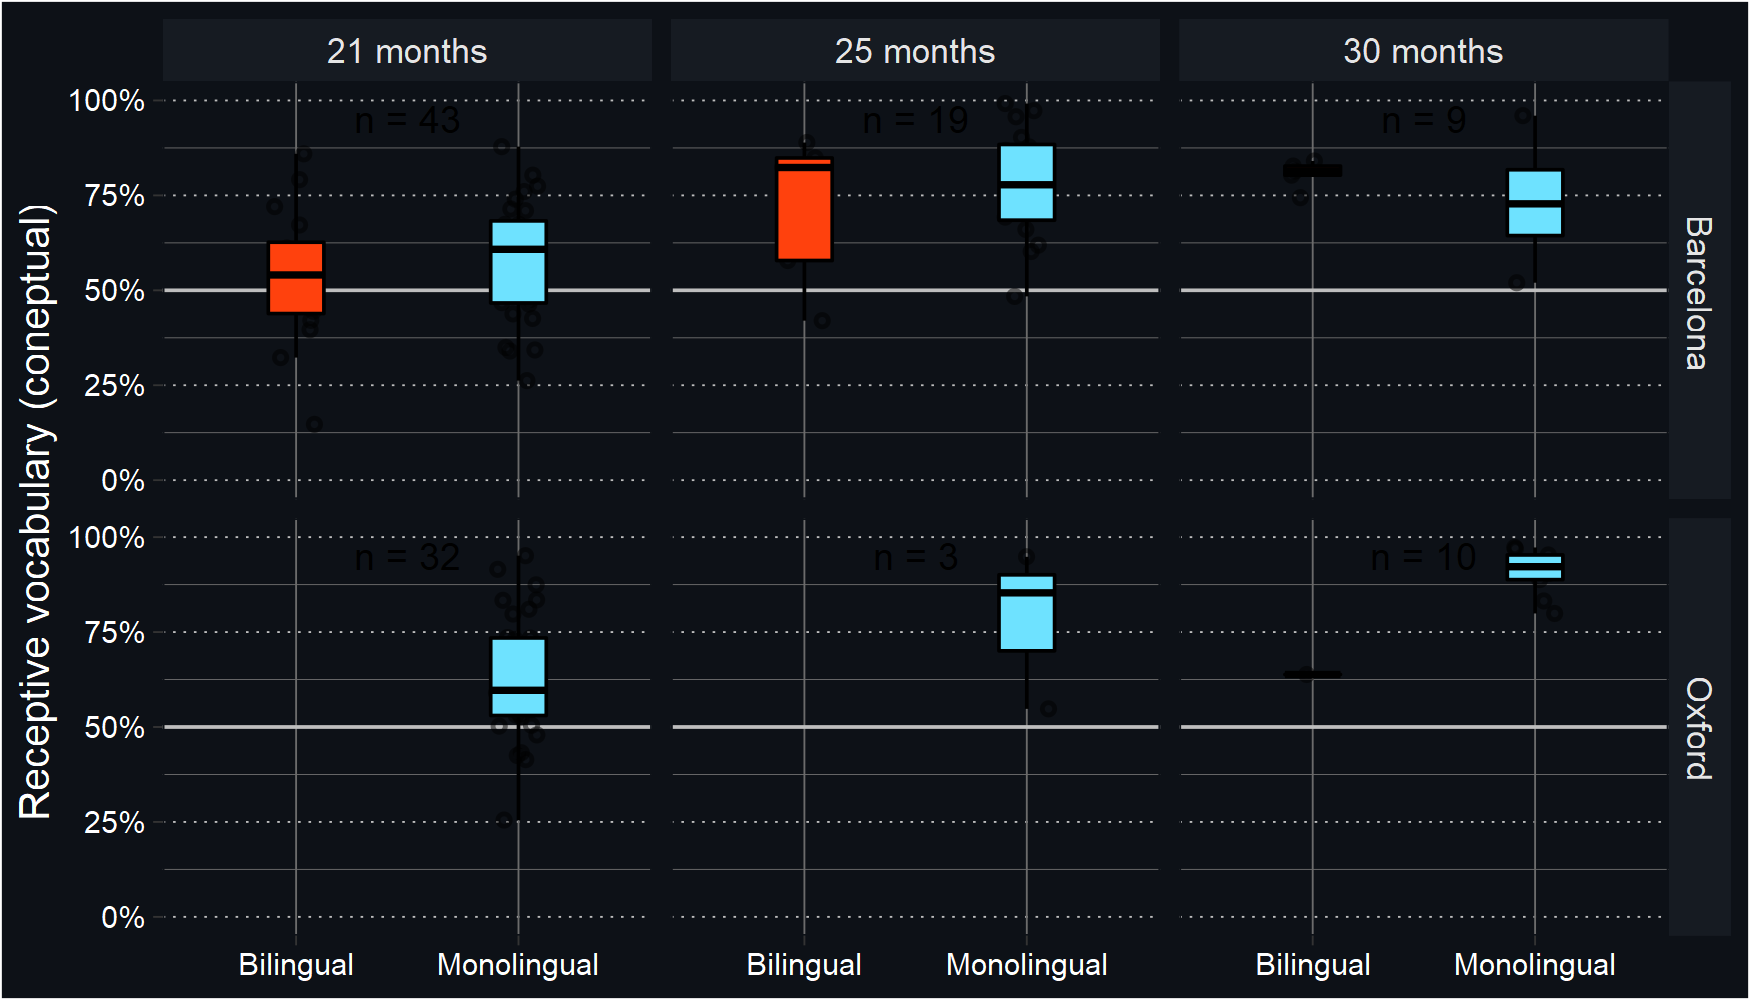 21 months
25 months
30 months
Receptive vocabulary (coneptual)
100%
75%
50%
25%
0%
n = 43
n = 19
n = 9
Barcelona
100%
75%
50%
25%
0%
n = 32
n = 3
n = 10
Oxford
Bilingual
Monolingual
Bilingual
Monolingual
Bilingual
Monolingual